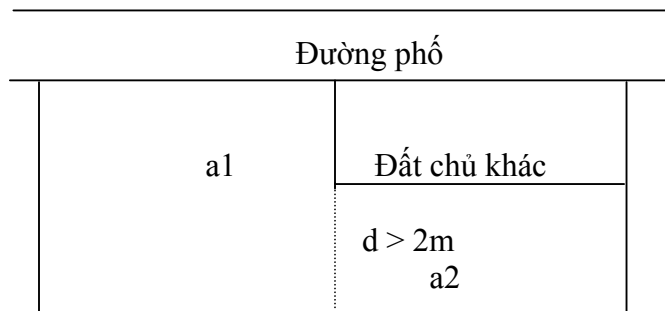 Đường phố
a1
Đất chủ khác
d > 2m
a2